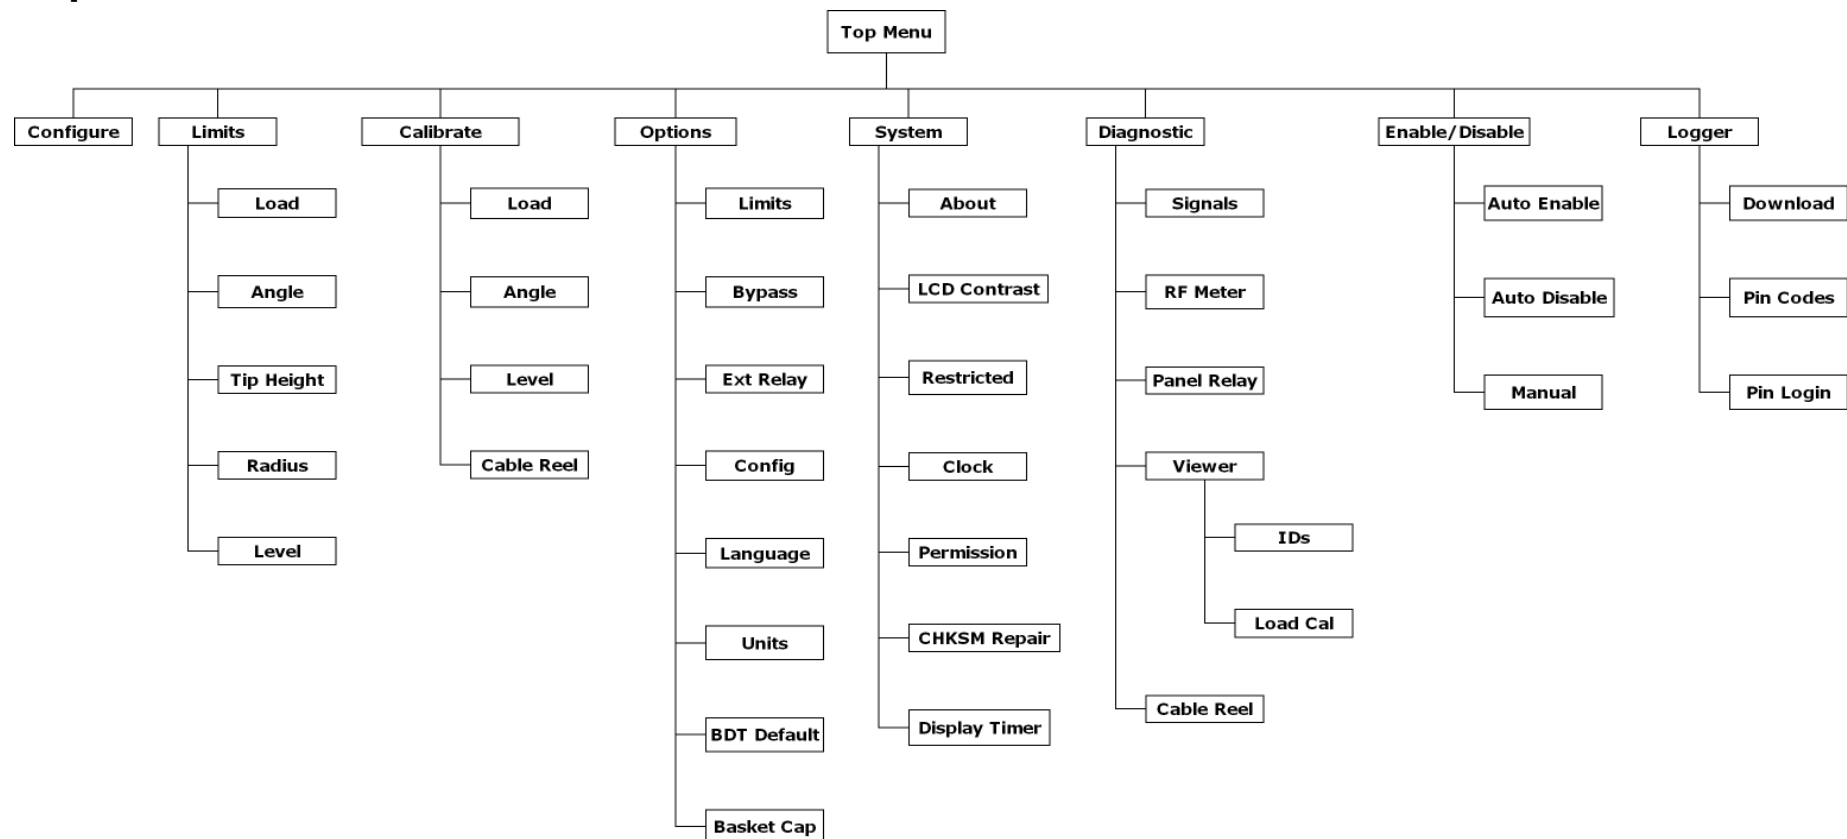 Top Menu
Configure
Limits
Calibrate
Options
System
Diagnostic
Enable/Disable
Logger
Load
Angle
Tip Height
Radius
Level
Load
Angle
Level
Cable Reel
Limits
Bypass
Ext Relay
Config
Language
Units
BDT Default
Basket Cap
About
LCD Contrast
Restricted
Clock
Permission
CHKSM Repair
Display Timer
Signals
RF Meter
Panel Relay
Viewer
IDs
Load Cal
Cable Reel
Auto Enable
Auto Disable
Manual
Download
Pin Codes
Pin Login